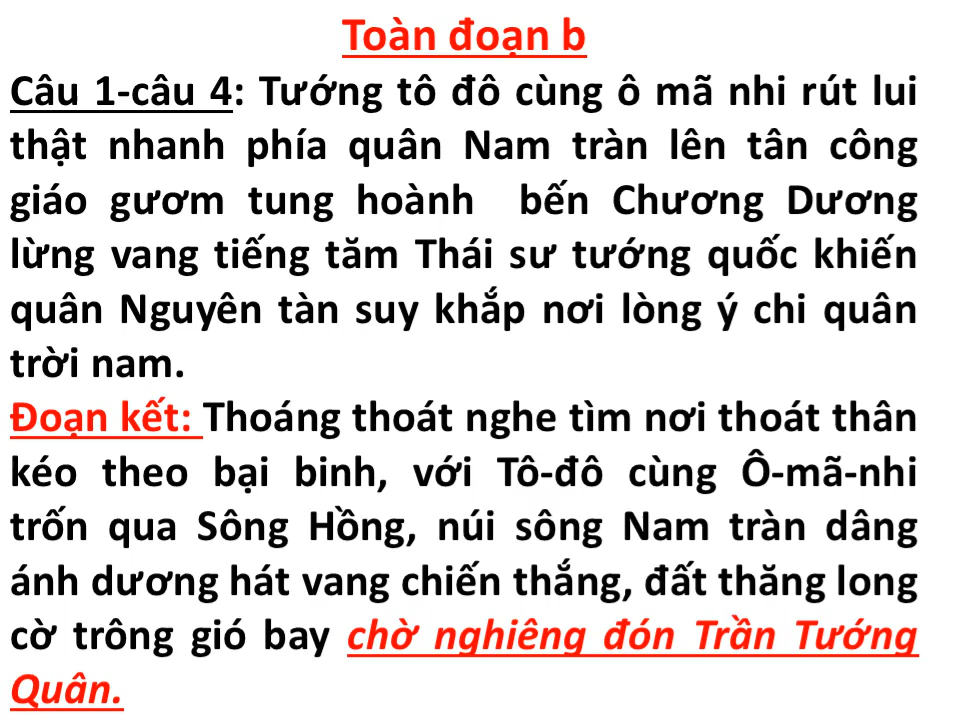 Toàn đoạn b
Câu 1-câu 4: Tướng tô đô cùng ô mã nhi rút lui
thật nhanh phía quân Nam tràn lên tân công
giáo gươm tung hoành bến Chương Dương
lừng vang tiếng tăm Thái sư tướng quốc khiến
quân Nguyên tàn suy khắp nơi lòng ý chi quân
trời nam.
Đoạn kết: Thoáng thoát nghe tìm nơi thoát thân
kéo theo bại binh, với Tô-đô cùng Ô-mã-nhi
trốn qua Sông Hồng, núi sông Nam tràn dâng
ánh dương hát vang chiến thắng, đất thăng long
cờ trông gió bay chờ nghiêng đón Trần Tướng
Quân.